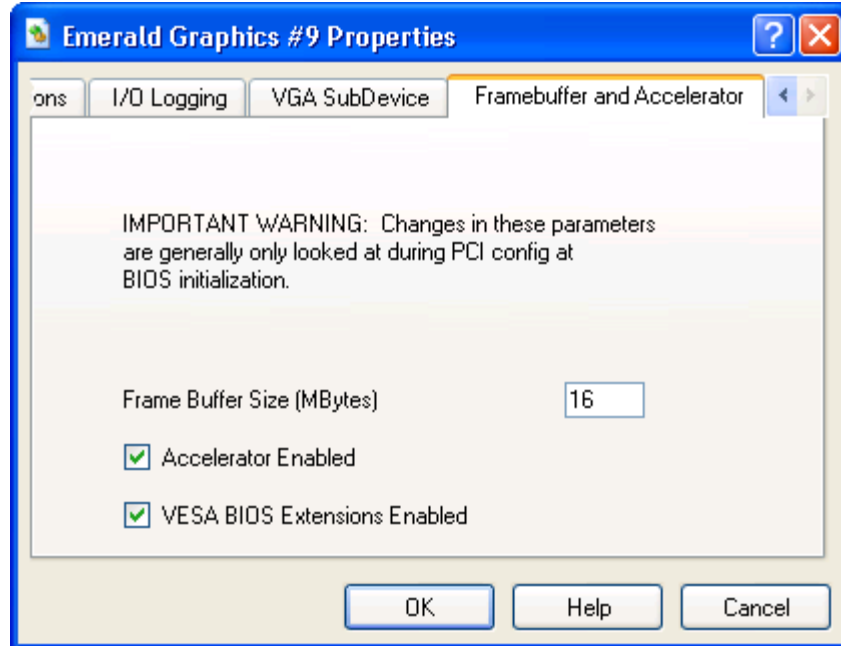 Emerald Graphics #9 Properties
ons I/O Logging VGA SubDevice Framebuffer and Accelerator
IMPORTANT WARNING: Changes in these parameters
are generally only looked at during PCI config at
BIOS initialization.
Frame Buffer Size (MBytes) 16
Accelerator Enabled
VESA BIOS Extensions Enabled
OK Help Cancel